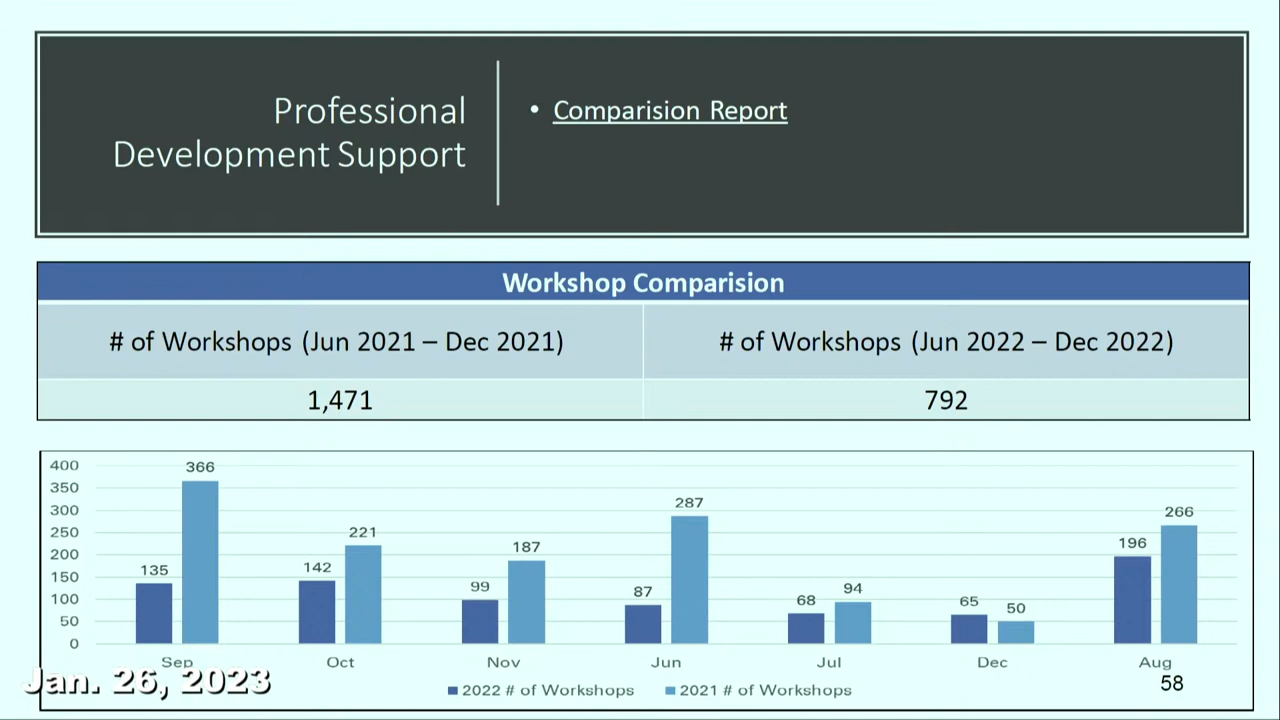 Professional
Development Support
• Comparision Report
Workshop Comparision
# of Workshops (Jun 2021 – Dec 2021) # of Workshops (Jun 2022 – Dec 2022)
1,471 792
400
350
300
250
200
150
100
50
0
135 366
142 221
99 187
87 287
68 94
65 50
196 266
Sep Oct Nov Jun Jul Dec Aug
2022 # of Workshops 2021 # of Workshops
Jan. 26, 2023
58